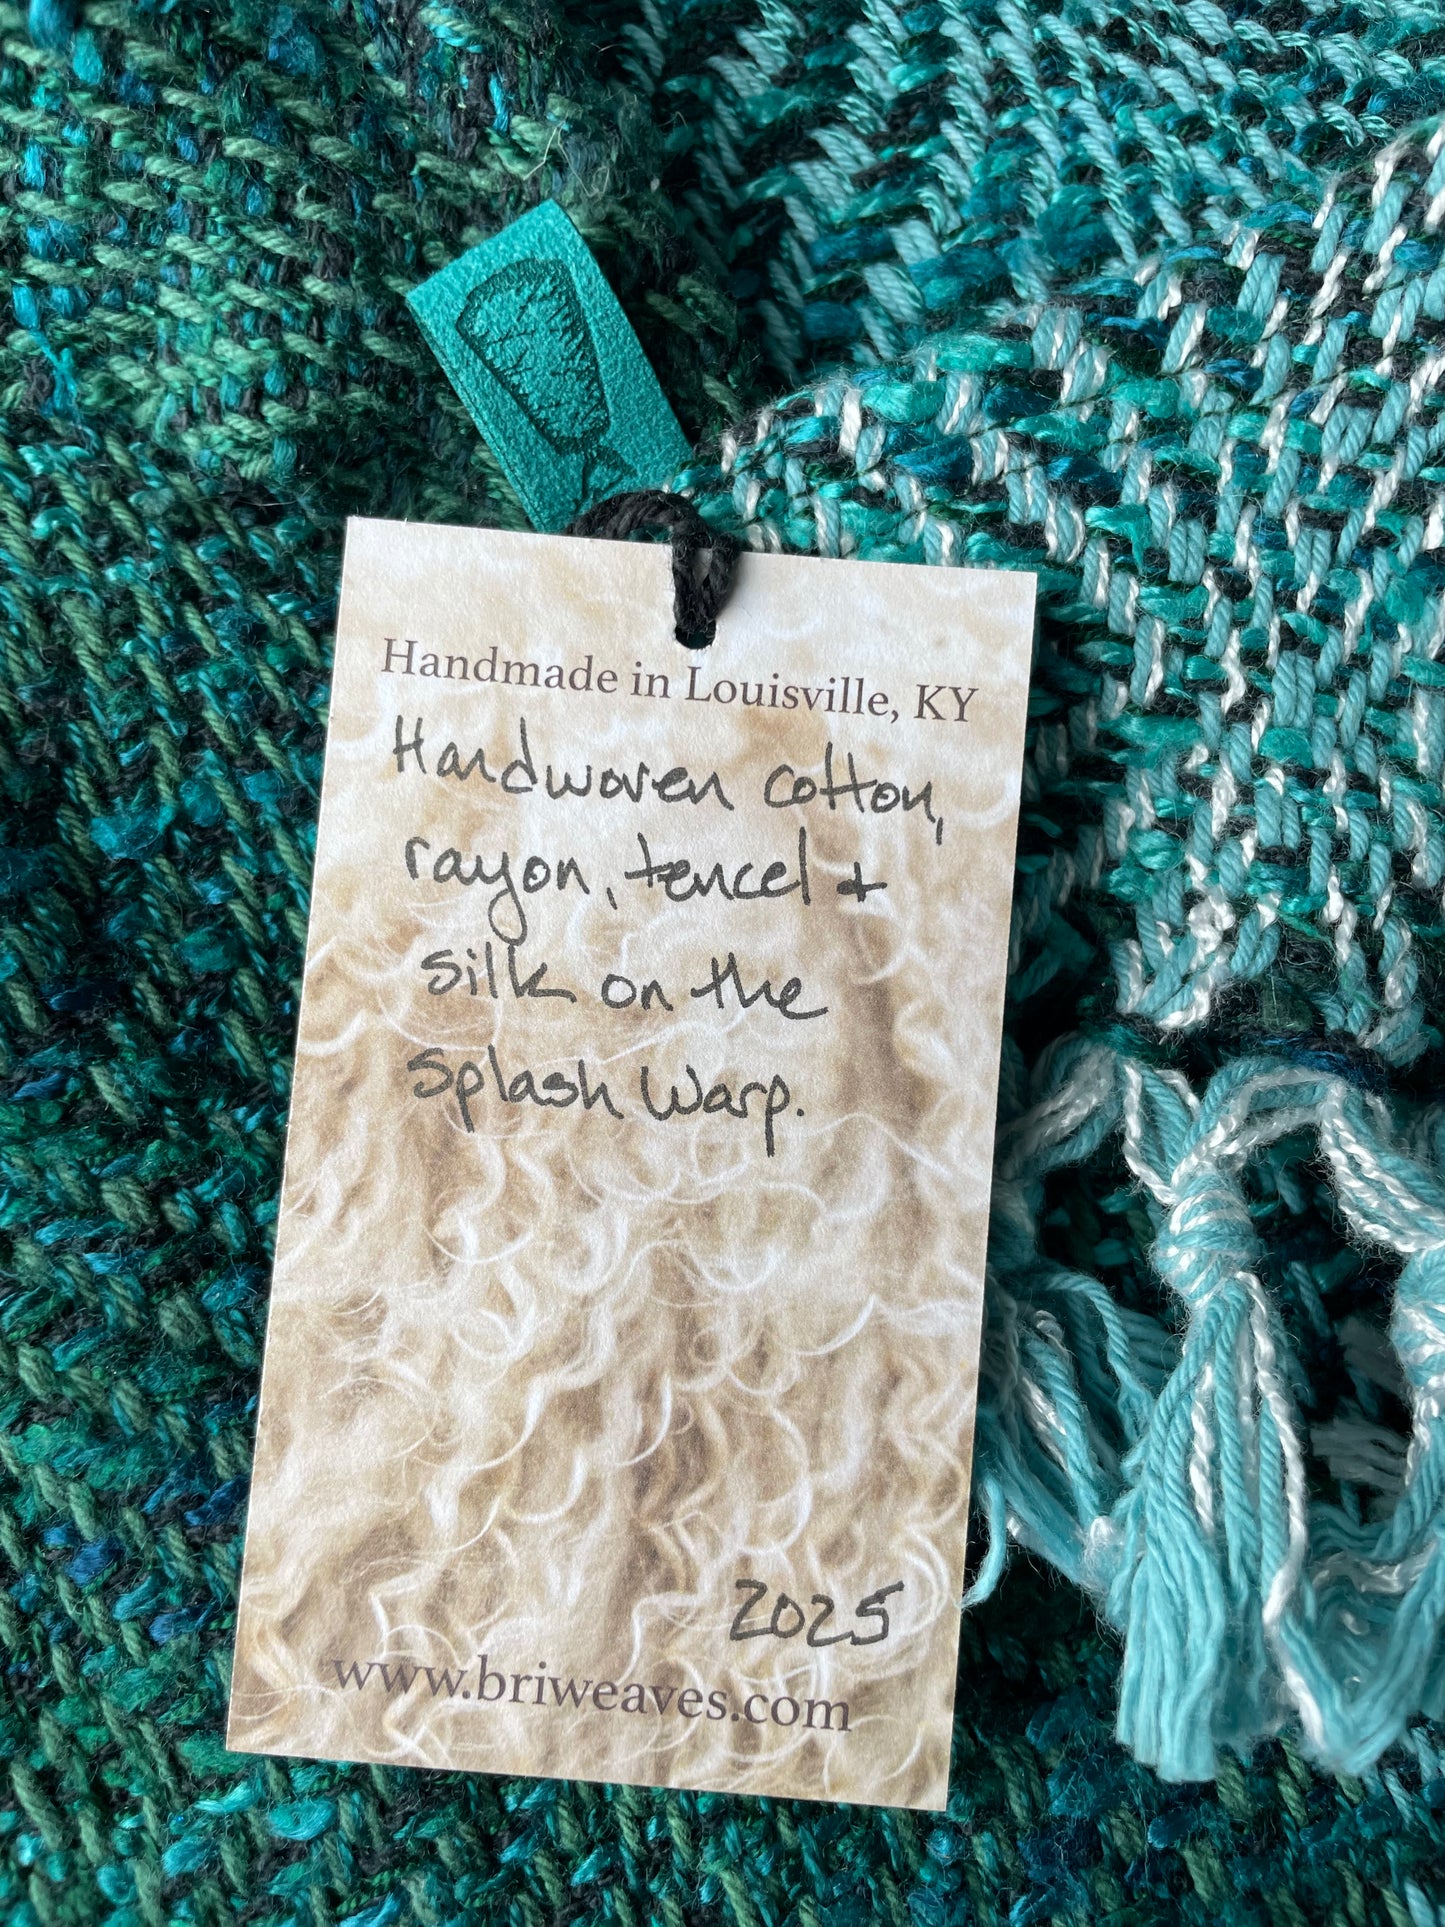 Handmade in Louisville, KY
Handwoven cotton,
rayon, tencel +
silk on the
Splash Warp.
2025
www.briweaves.com